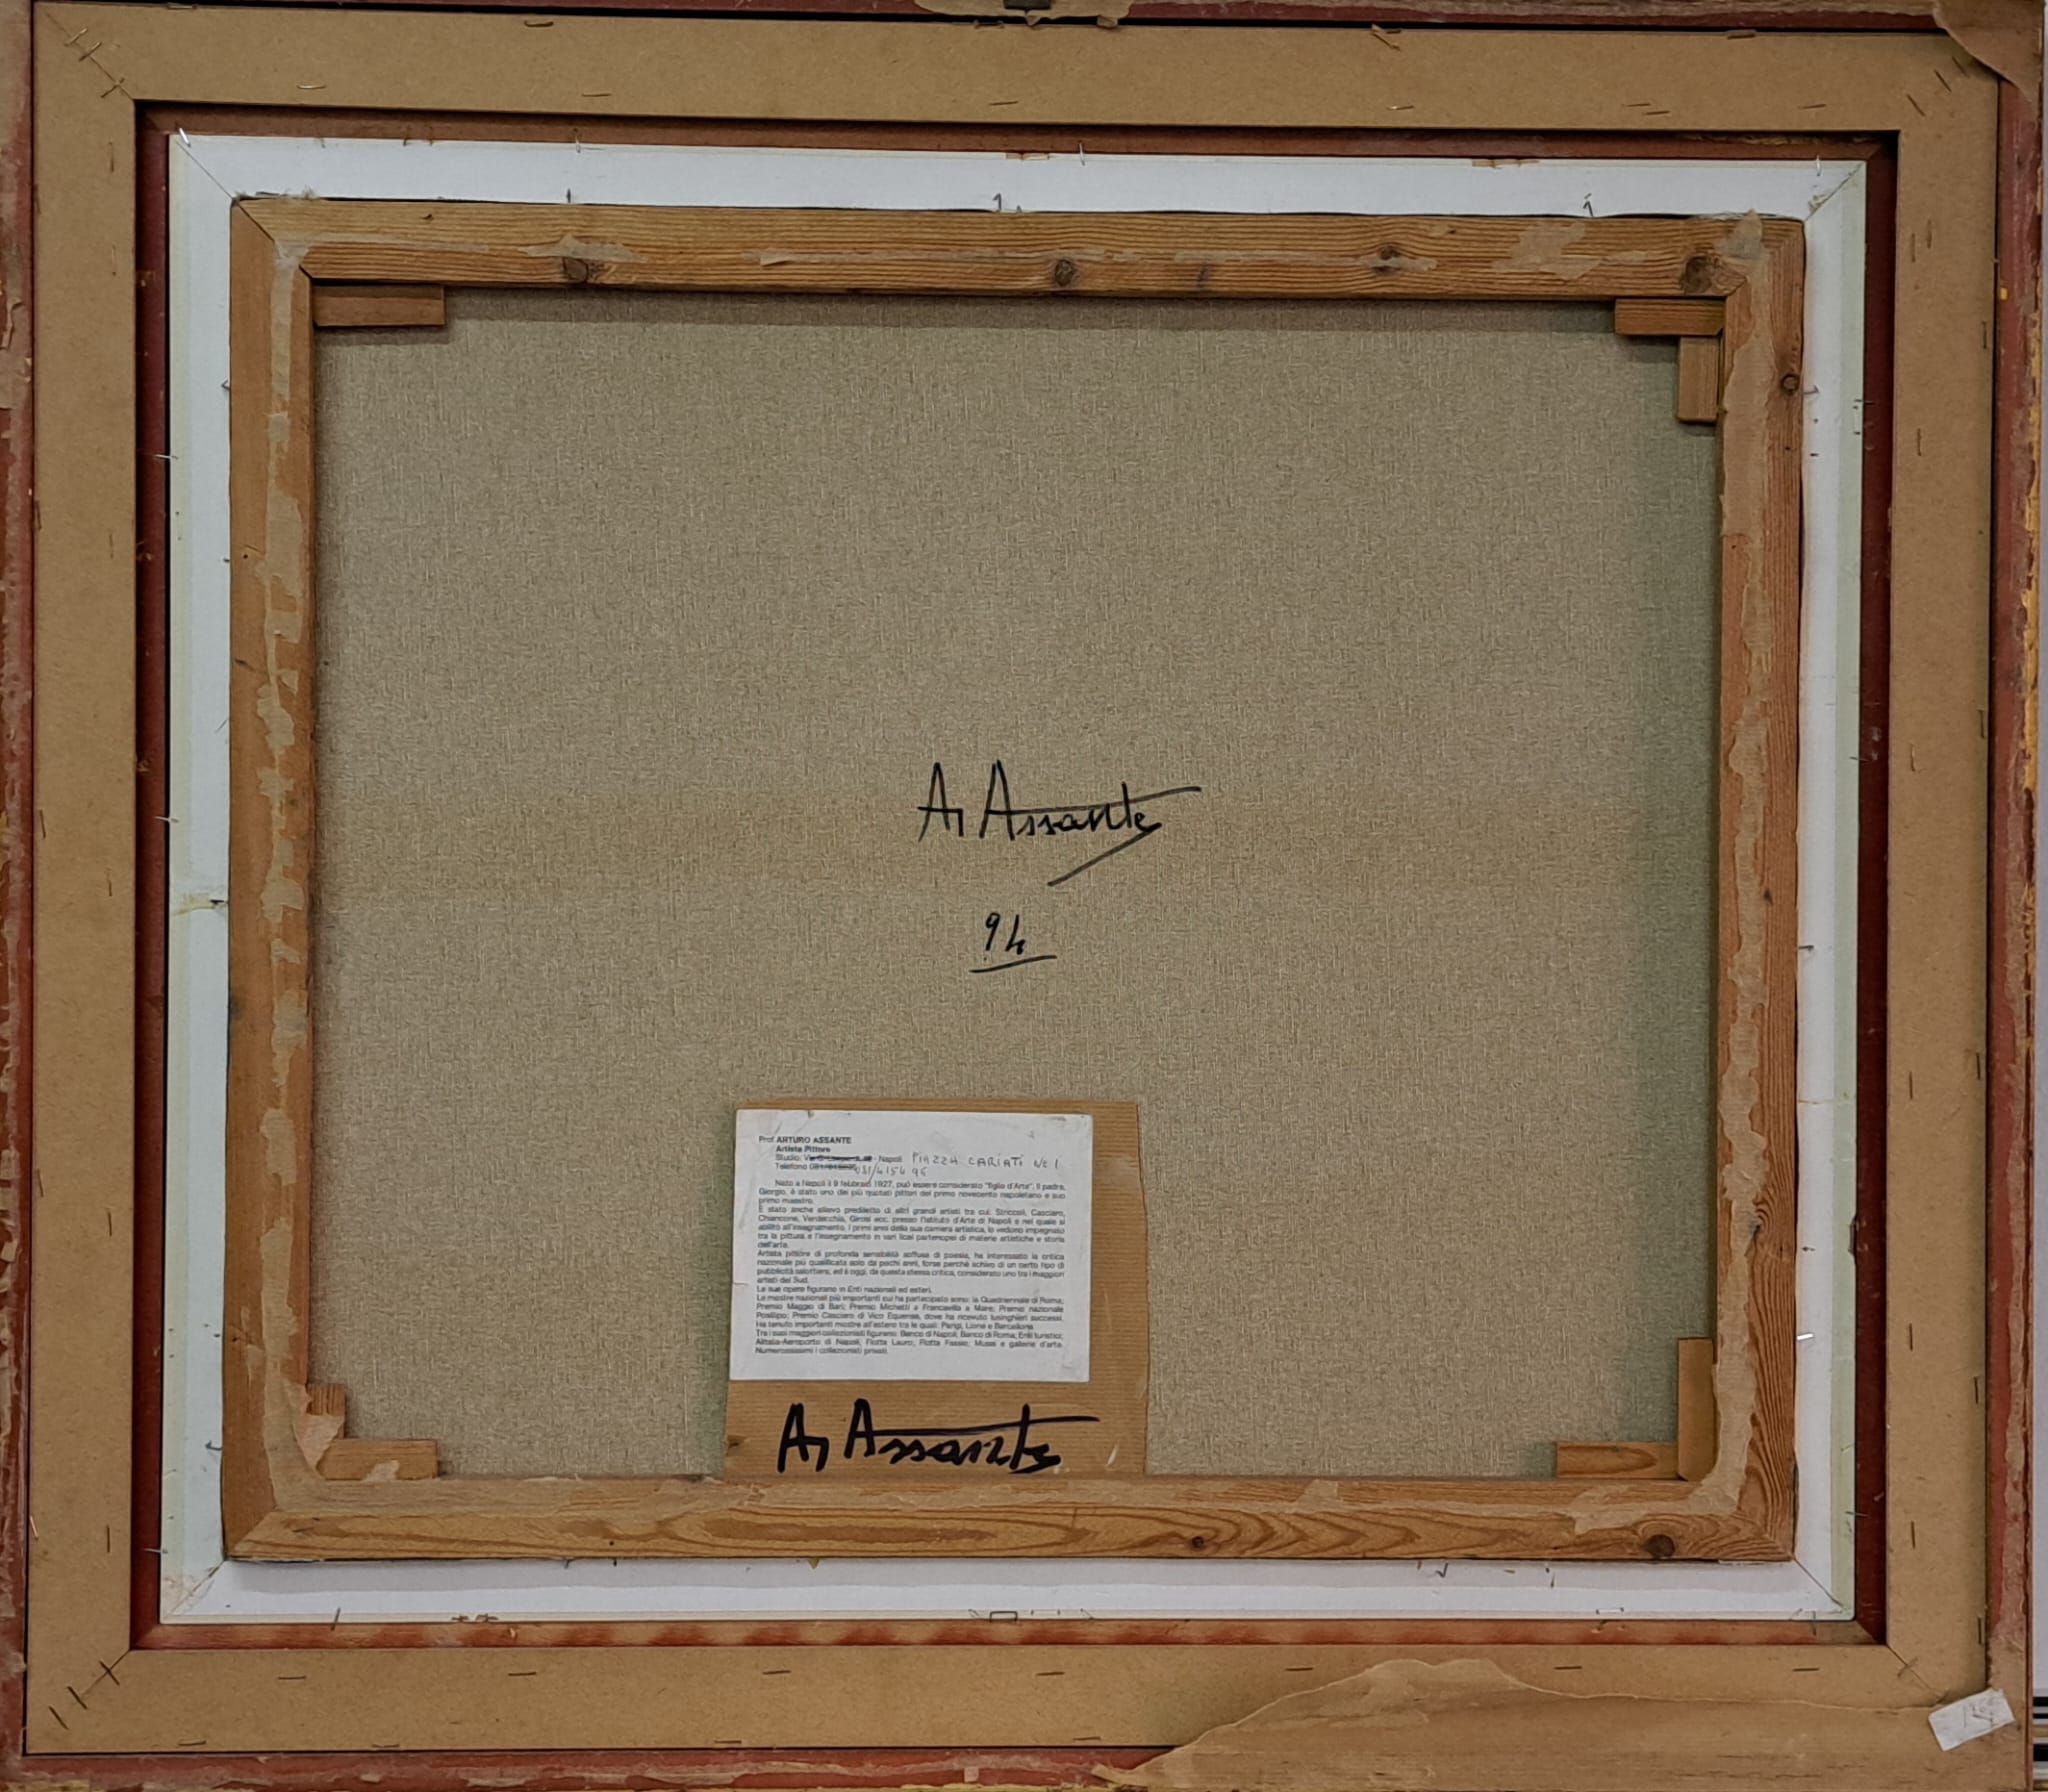 Ar Assante
94
Prof. ARTURO ASSANTE
Artista Pittore
Studio: Napoli PIAZZA CARIATI N° 1
Telefono 081/415496
Nato a Napoli il 9 febbraio 1927, può essere considerato "figlio d'Arte"; il padre,
Giorgio, è stato uno dei più quotati pittori del primo novecento napoletano e suo
primo maestro.
È stato anche allievo prediletto di altri grandi artisti tra cui: Striccoli, Casciaro,
Chiancone, Verdecchia, Girosi ecc. presso l'Istituto d'Arte di Napoli e nel quale si
abilitò all'insegnamento. I primi anni della sua carriera artistica, lo vedono impegnato
tra la pittura e l'insegnamento in vari licei partenopei di materie artistiche e storia
dell'arte.
Artista pittore di profonda sensibilità soffusa di poesia, ha interessato la critica
nazionale più qualificata solo da pochi anni, forse perchè schivo di un certo tipo di
pubblicità salottiera, ed è oggi, da questa stessa critica, considerato uno tra i maggiori
artisti del Sud.
Le sue opere figurano in Enti nazionali ed esteri.
Le mostre nazionali più importanti cui ha partecipato sono: la Quadriennale di Roma;
Premio Maggio di Bari; Premio Michetti a Francavilla a Mare; Premio nazionale
Posillipo; Premio Casciaro di Vico Equense, dove ha ricevuto lusinghieri successi.
Ha tenuto importanti mostre all'estero tra le quali: Parigi, Lione e Barcellona.
Tra i suoi maggiori collezionisti figurano: Banco di Napoli; Banco di Roma; Enti turistici;
Alitalia-Aeroporto di Napoli; Flotta Lauro; Flotta Fassio; Musei e gallerie d'arte.
Numerosissimi i collezionisti privati.
Ar Assante